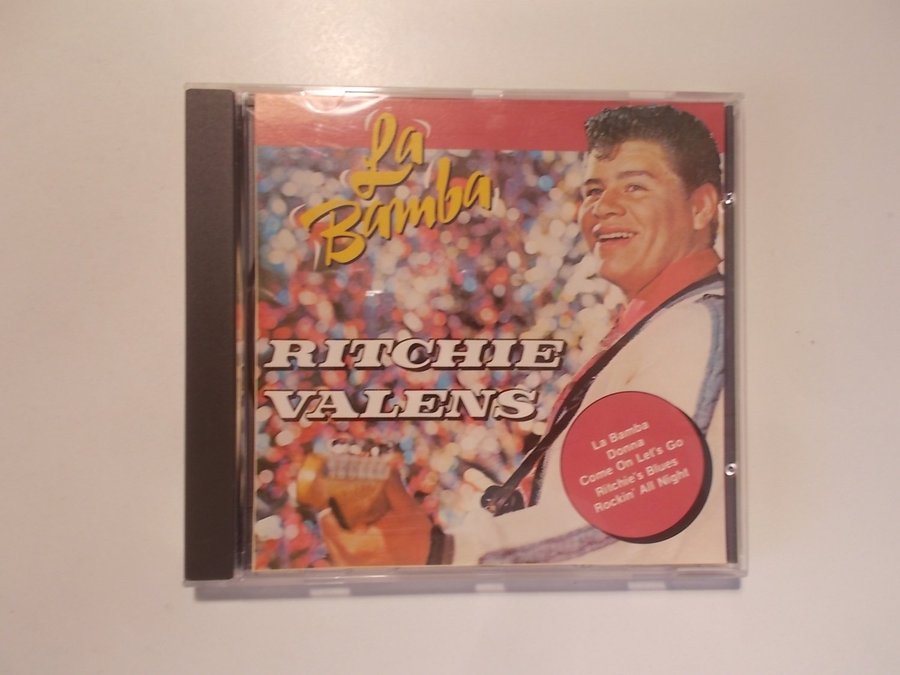 La
Bamba
RITCHIE
VALENS
La Bamba
Donna
Come On Let's Go
Ritchie's Blues
Rockin' All Night